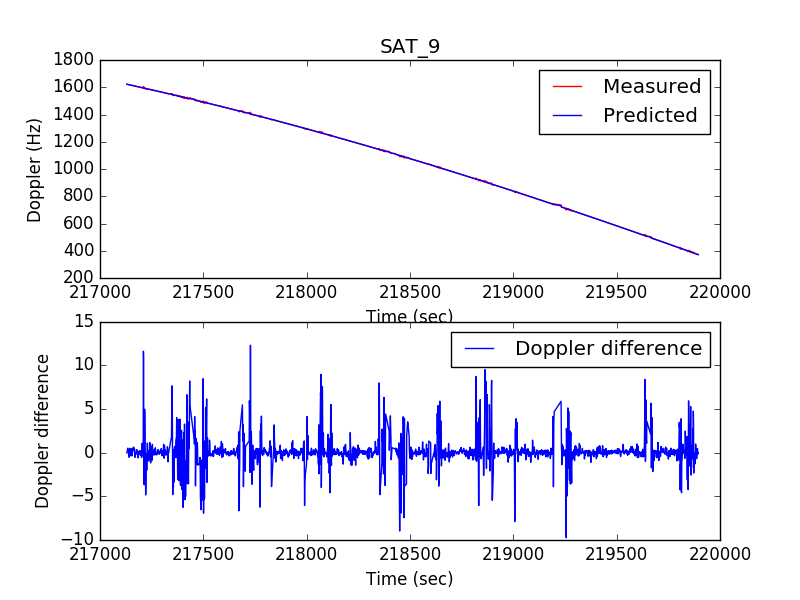 SAT_9
1800
1600
1400
1200
1000
800
600
400
200
Doppler (Hz)
Measured
Predicted
217000 217500 218000 218500 219000 219500 220000
Time (sec)
15
10
5
0
−5
−10
Doppler difference
Doppler difference
217000 217500 218000 218500 219000 219500 220000
Time (sec)